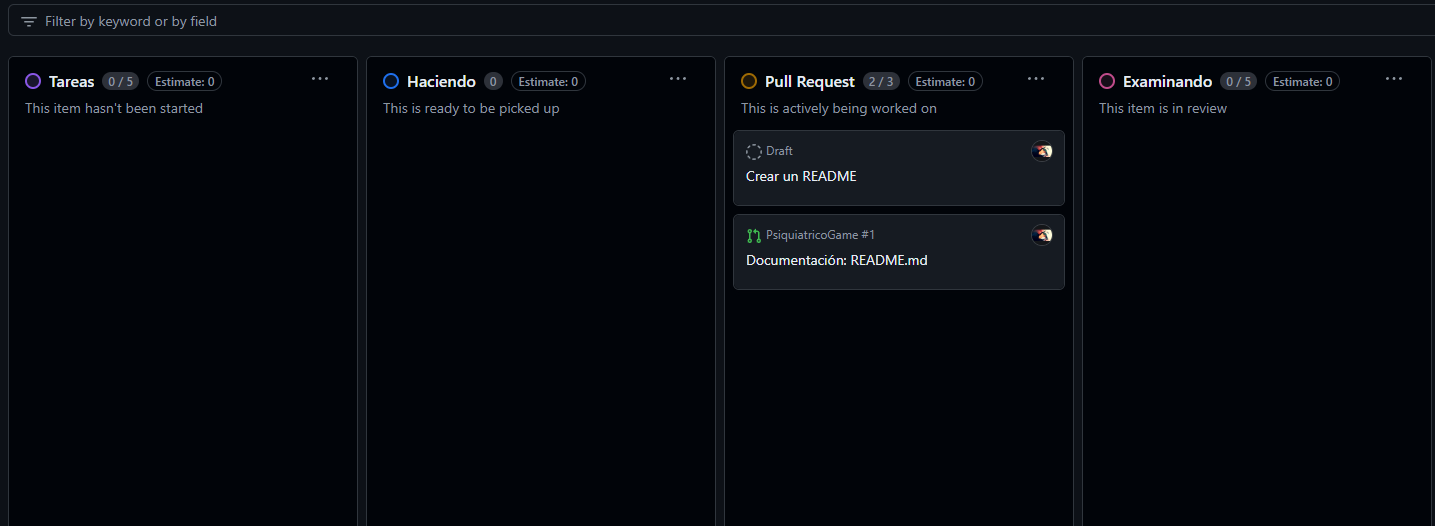 Filter by keyword or by field
Tareas 0 / 5 Estimate: 0
This item hasn't been started
Haciendo 0 Estimate: 0
This is ready to be picked up
Pull Request 2 / 3 Estimate: 0
This is actively being worked on
Draft
Crear un README
PsiquiatricoGame #1
Documentación: README.md
Examinando 0 / 5 Estimate: 0
This item is in review